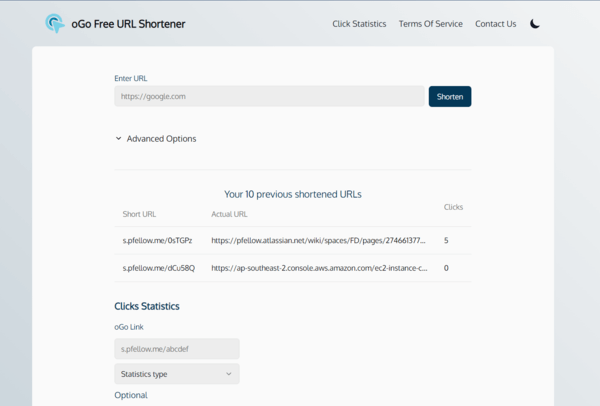 oGo Free URL Shortener
Click Statistics Terms Of Service Contact Us
Enter URL
https://google.com
Shorten
Advanced Options
Your 10 previous shortened URLs
Short URL Actual URL Clicks
s.pfellow.me/0sTGPz https://pfellow.atlassian.net/wiki/spaces/FD/pages/274661377... 5
s.pfellow.me/dCu58Q https://ap-southeast-2.console.aws.amazon.com/ec2-instance-c... 0
Clicks Statistics
oGo Link
s.pfellow.me/abcdef
Statistics type
Optional